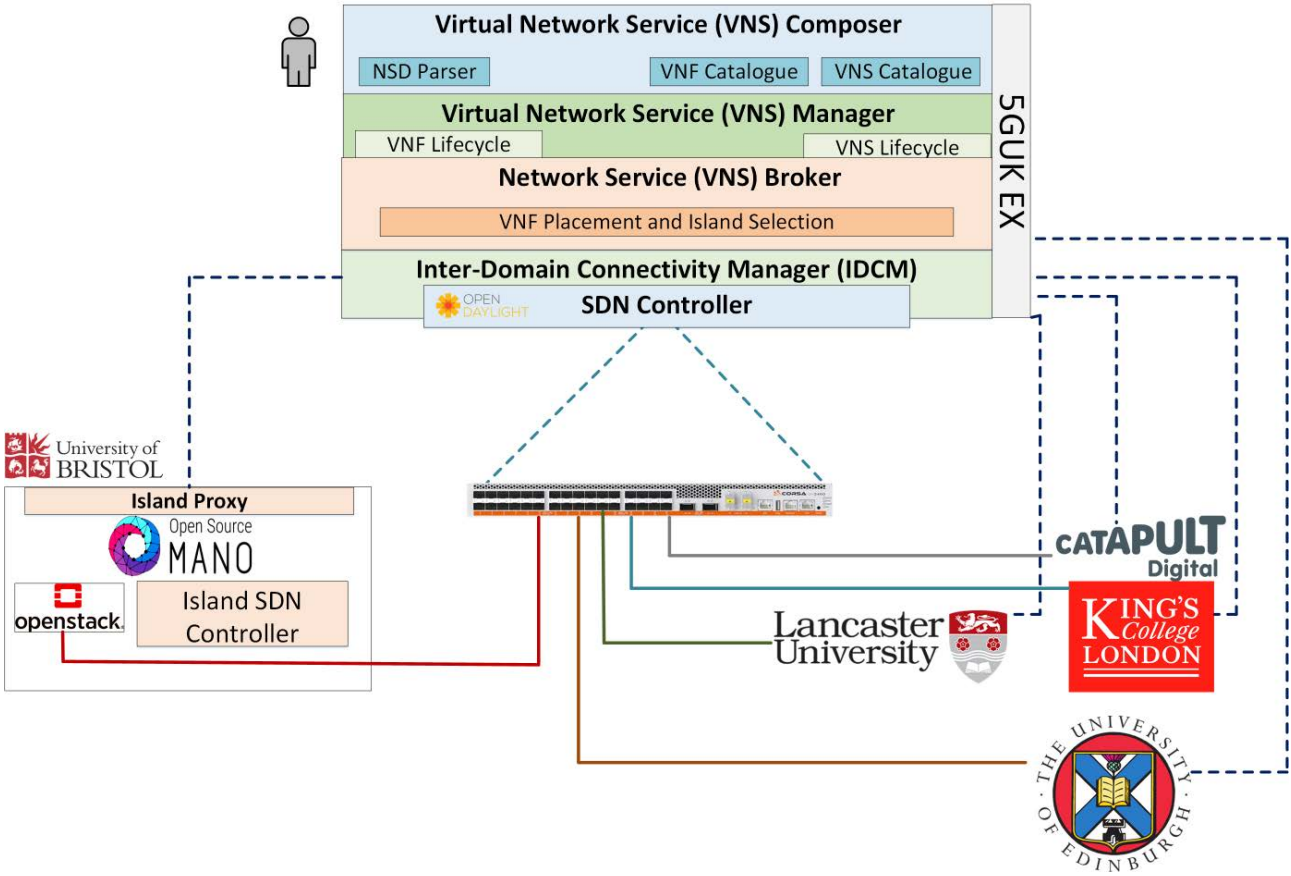 Virtual Network Service (VNS) Composer
NSD Parser
VNF Catalogue
VNS Catalogue
Virtual Network Service (VNS) Manager
VNF Lifecycle
VNS Lifecycle
Network Service (VNS) Broker
VNF Placement and Island Selection
Inter-Domain Connectivity Manager (IDCM)
OPEN
DAYLIGHT
SDN Controller
5GUK EX
University of
BRISTOL
Island Proxy
Open Source
MANO
openstack.
Island SDN
Controller
CORSA
CATAPULT
Digital
KING'S
College
LONDON
Lancaster
University
THE UNIVERSITY
OF EDINBURGH